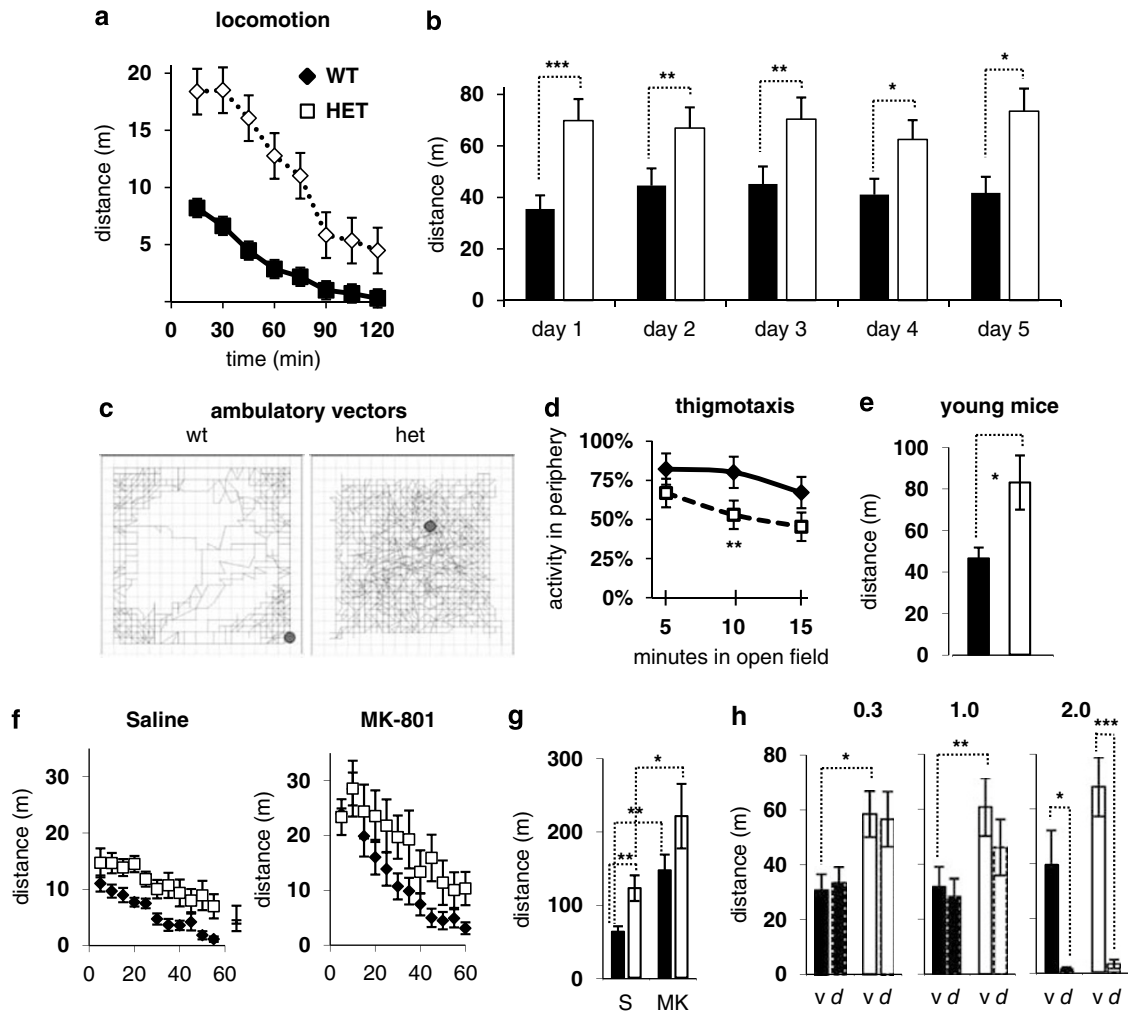 a
locomotion
20
15
10
5
distance (m)
0
30
60
90
120
time (min)
WT
HET
b
***
**
**
*
*
80
60
40
20
0
distance (m)
day 1
day 2
day 3
day 4
day 5
c
ambulatory vectors
wt
het
d
thigmotaxis
100%
75%
50%
25%
0%
activity in periphery
**
5
10
15
minutes in open field
e
young mice
100
80
60
40
20
0
distance (m)
*
f
Saline
30
20
10
0
distance (m)
0
20
40
60
MK-801
30
20
10
0
distance (m)
0
20
40
60
g
300
200
100
0
distance (m)
**
**
*
S
MK
h
0.3
1.0
2.0
80
60
40
20
0
distance (m)
*
**
*
***
v d
v d
v d
v d
v d
v d